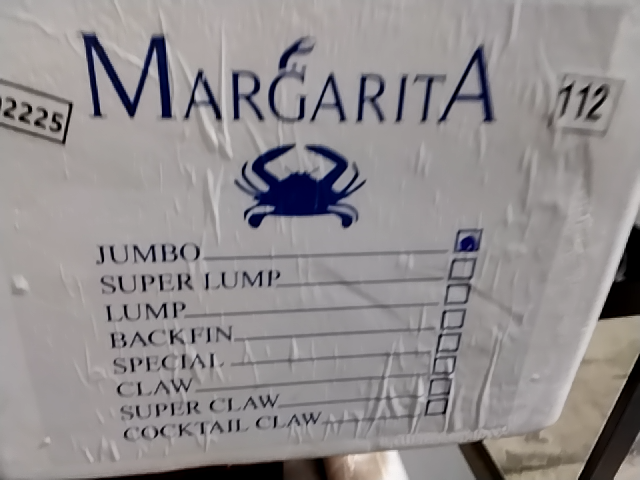 MARGARITA
2225
112
JUMBO
SUPER LUMP
LUMP
BACKFIN
SPECIAL
CLAW
SUPER CLAW
COCKTAIL CLAW